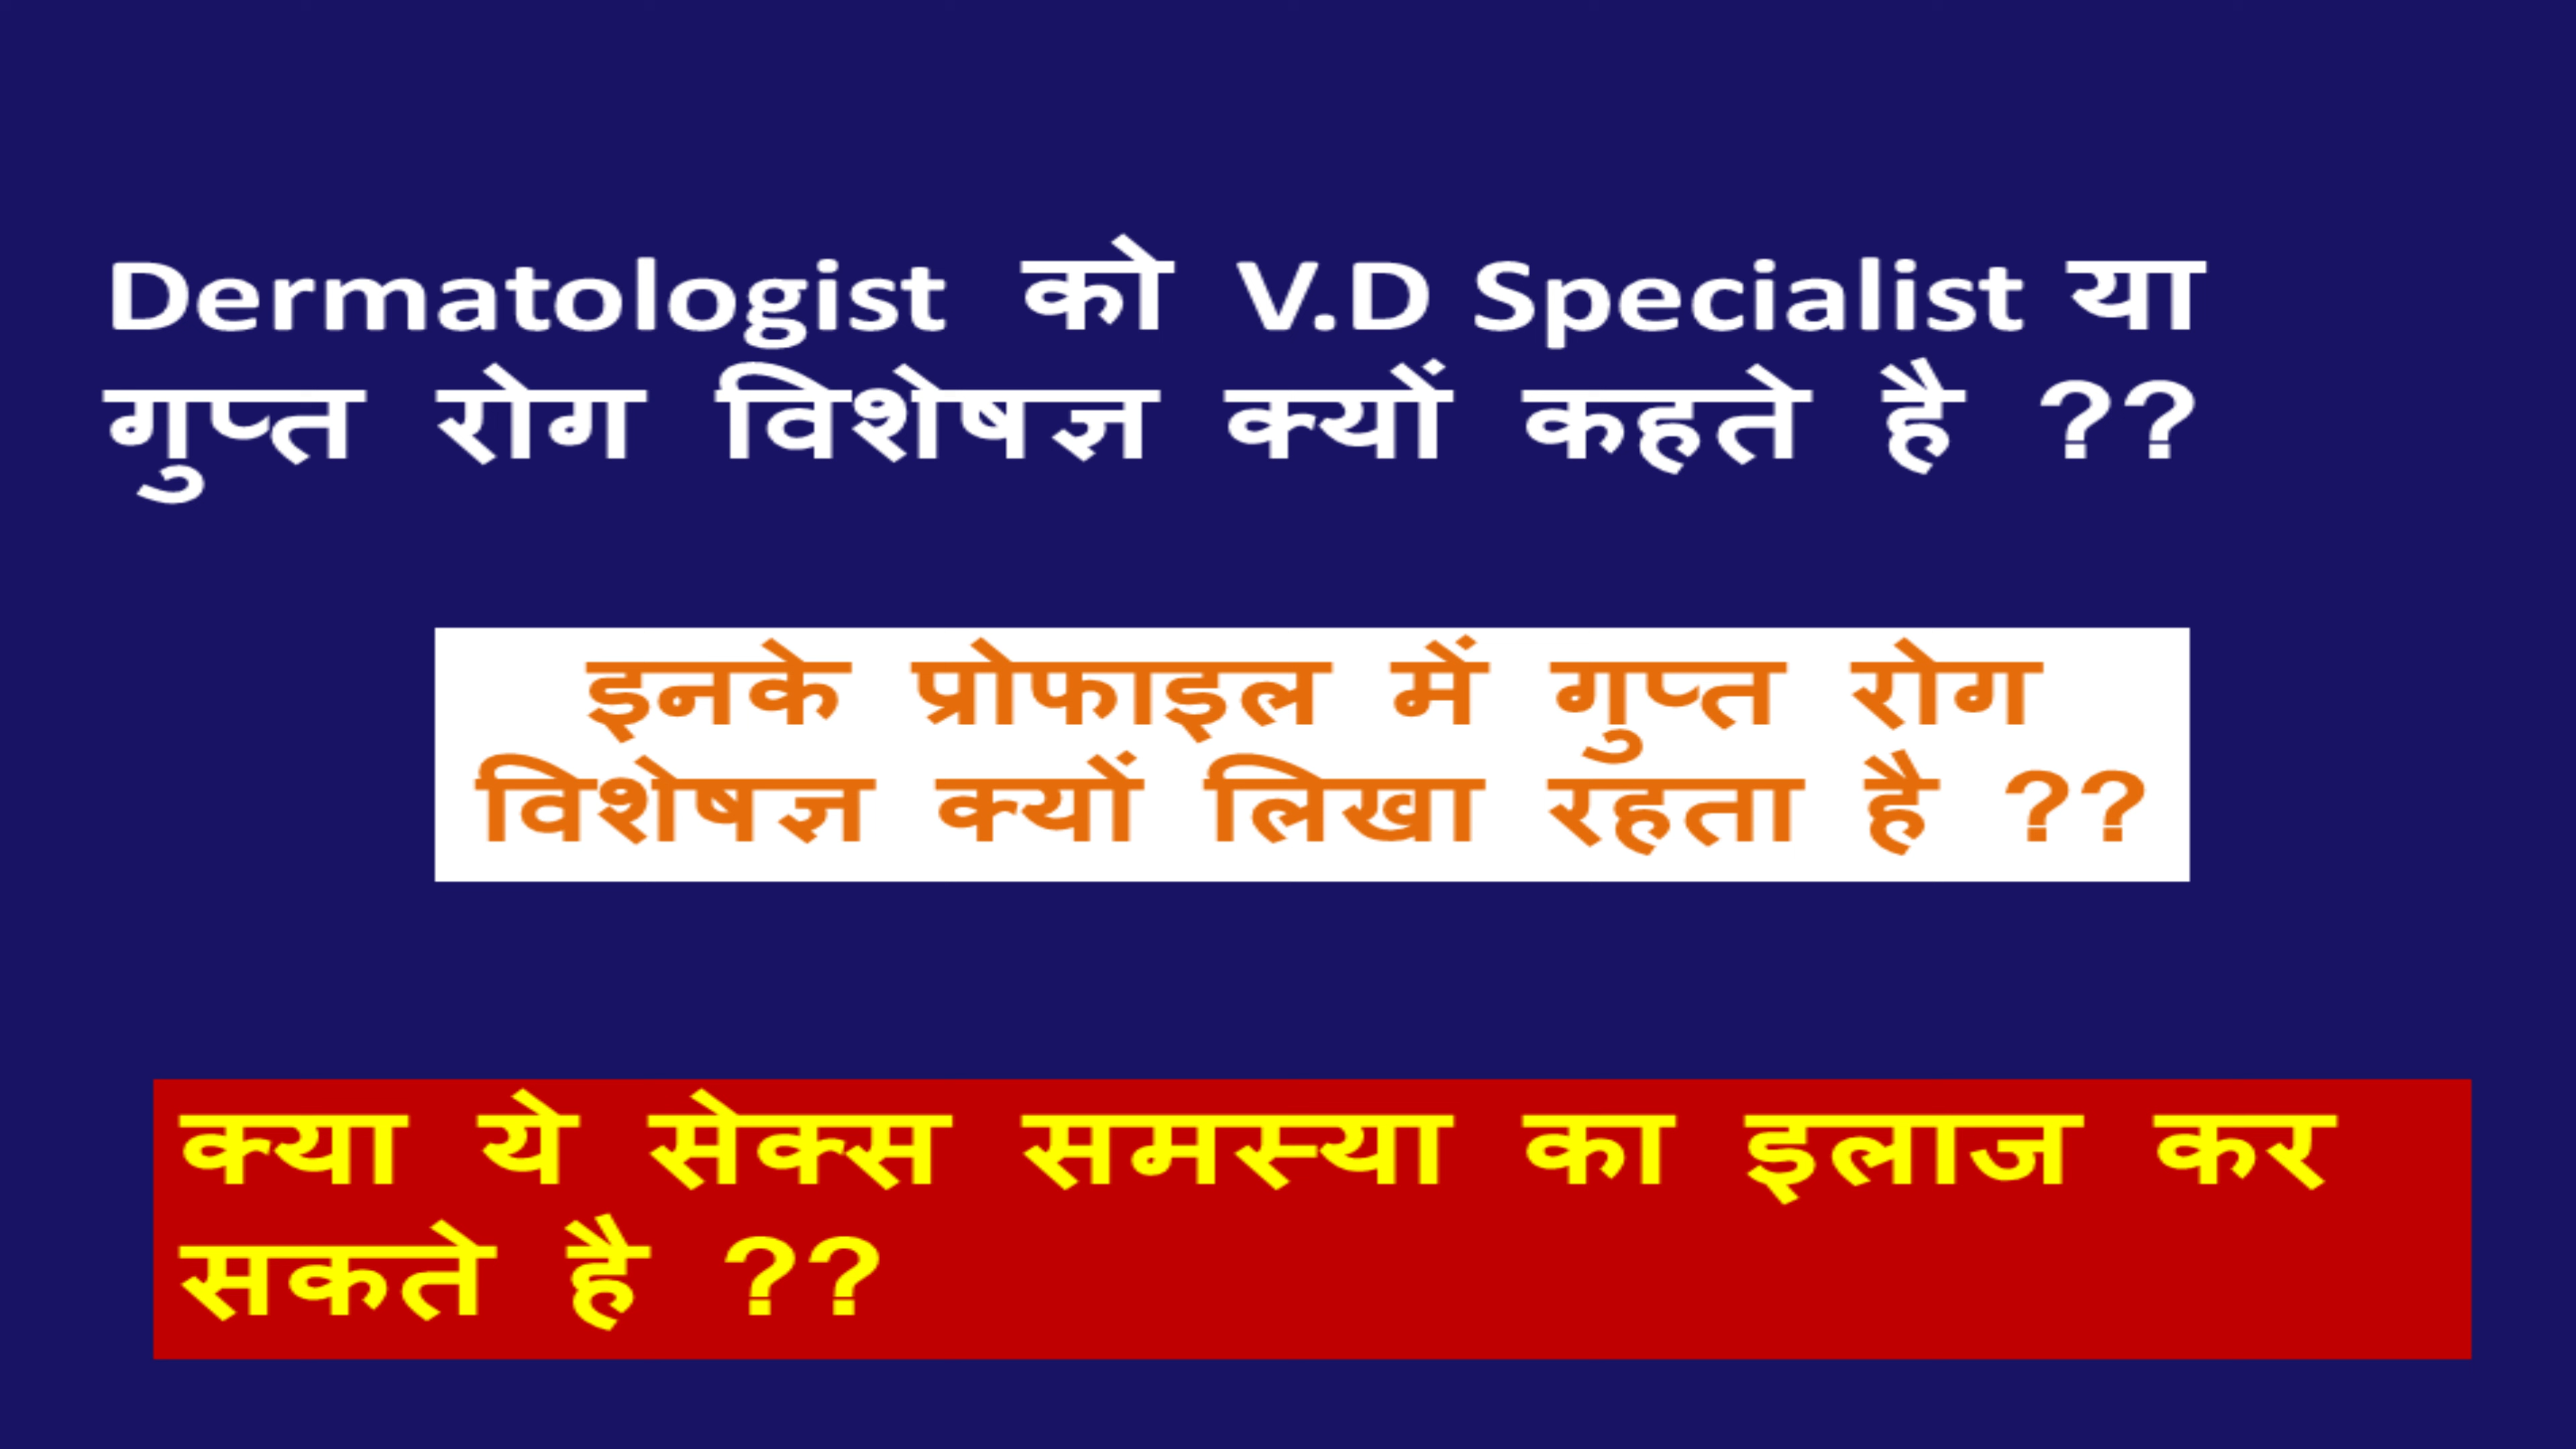 Dermatologist को V.D Specialist या
गुप्त रोग विशेषज्ञ क्यों कहते है ??
इनके प्रोफाइल में गुप्त रोग
विशेषज्ञ क्यों लिखा रहता है ??
क्या ये सेक्स समस्या का इलाज कर
सकते है ??